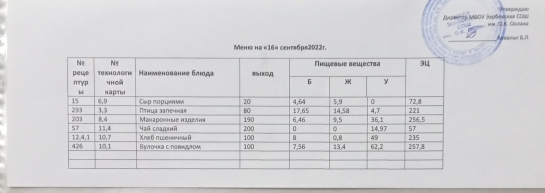 Утверждаю
Директор МБОУ
СОШ
им.
Меню на «16» сентября2022г.
№ рецептуры | № технологичной карты | Наименование блюда | выход | Пищевые вещества | ЭЦ
Б | Ж | У
15 | 6,9 | Сыр порциями | 20 | 4,64 | 5,9 | 0 | 72,8
293 | 3,3 | Птица запечная | 80 | 17,65 | 14,58 | 4,7 | 221
203 | 8,4 | Макаронные изделия | 190 | 6,46 | 9,5 | 36,1 | 256,5
57 | 11,4 | Чай сладкий | 200 | 0 | 0 | 14,97 | 57
12,4,1 | 10,7 | Хлеб пшеничный | 100 | 8 | 0,8 | 49 | 235
426 | 10,1 | Булочка с повидлом | 100 | 7,56 | 13,4 | 62,2 | 257,8